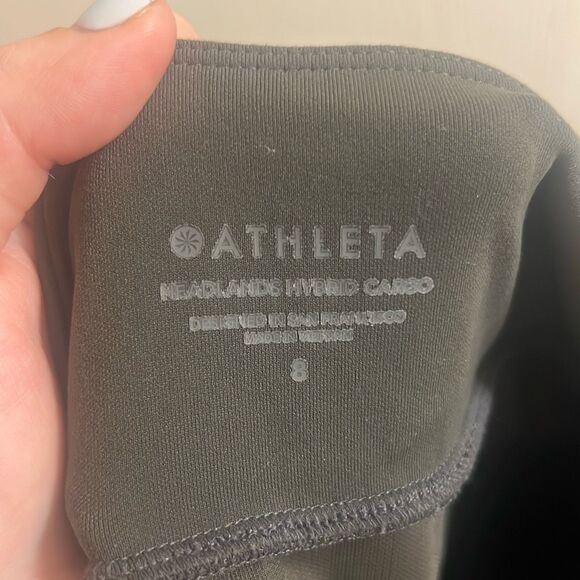 ATHLETA
HEADLANDS HYBRID CARGO
DESIGNED IN SAN FRANCISCO
MADE IN VIETNAM
8